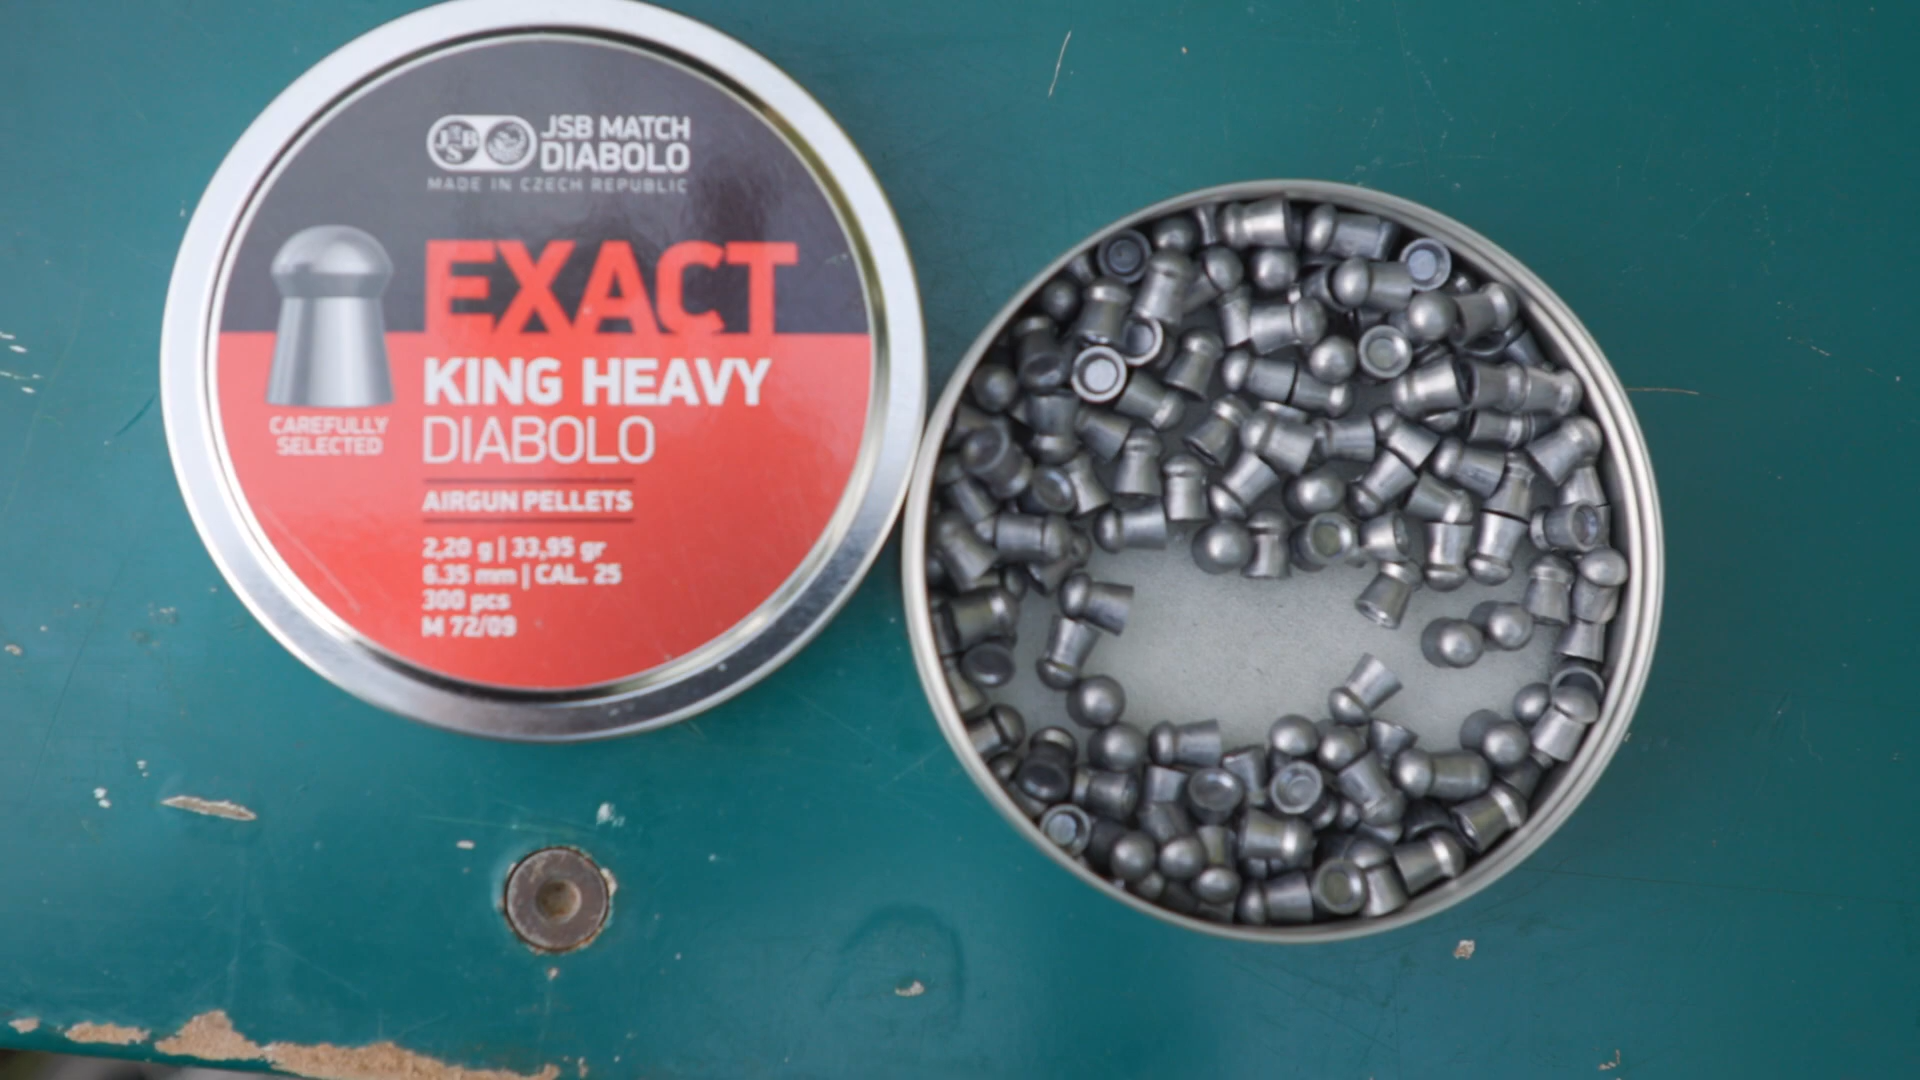 JSB
JSB MATCH
DIABOLO
MADE IN CZECH REPUBLIC
EXACT
KING HEAVY
DIABOLO
CAREFULLY
SELECTED
AIRGUN PELLETS
2,20 g | 33,95 gr
6.35 mm | CAL. 25
300 pcs
M 72/09